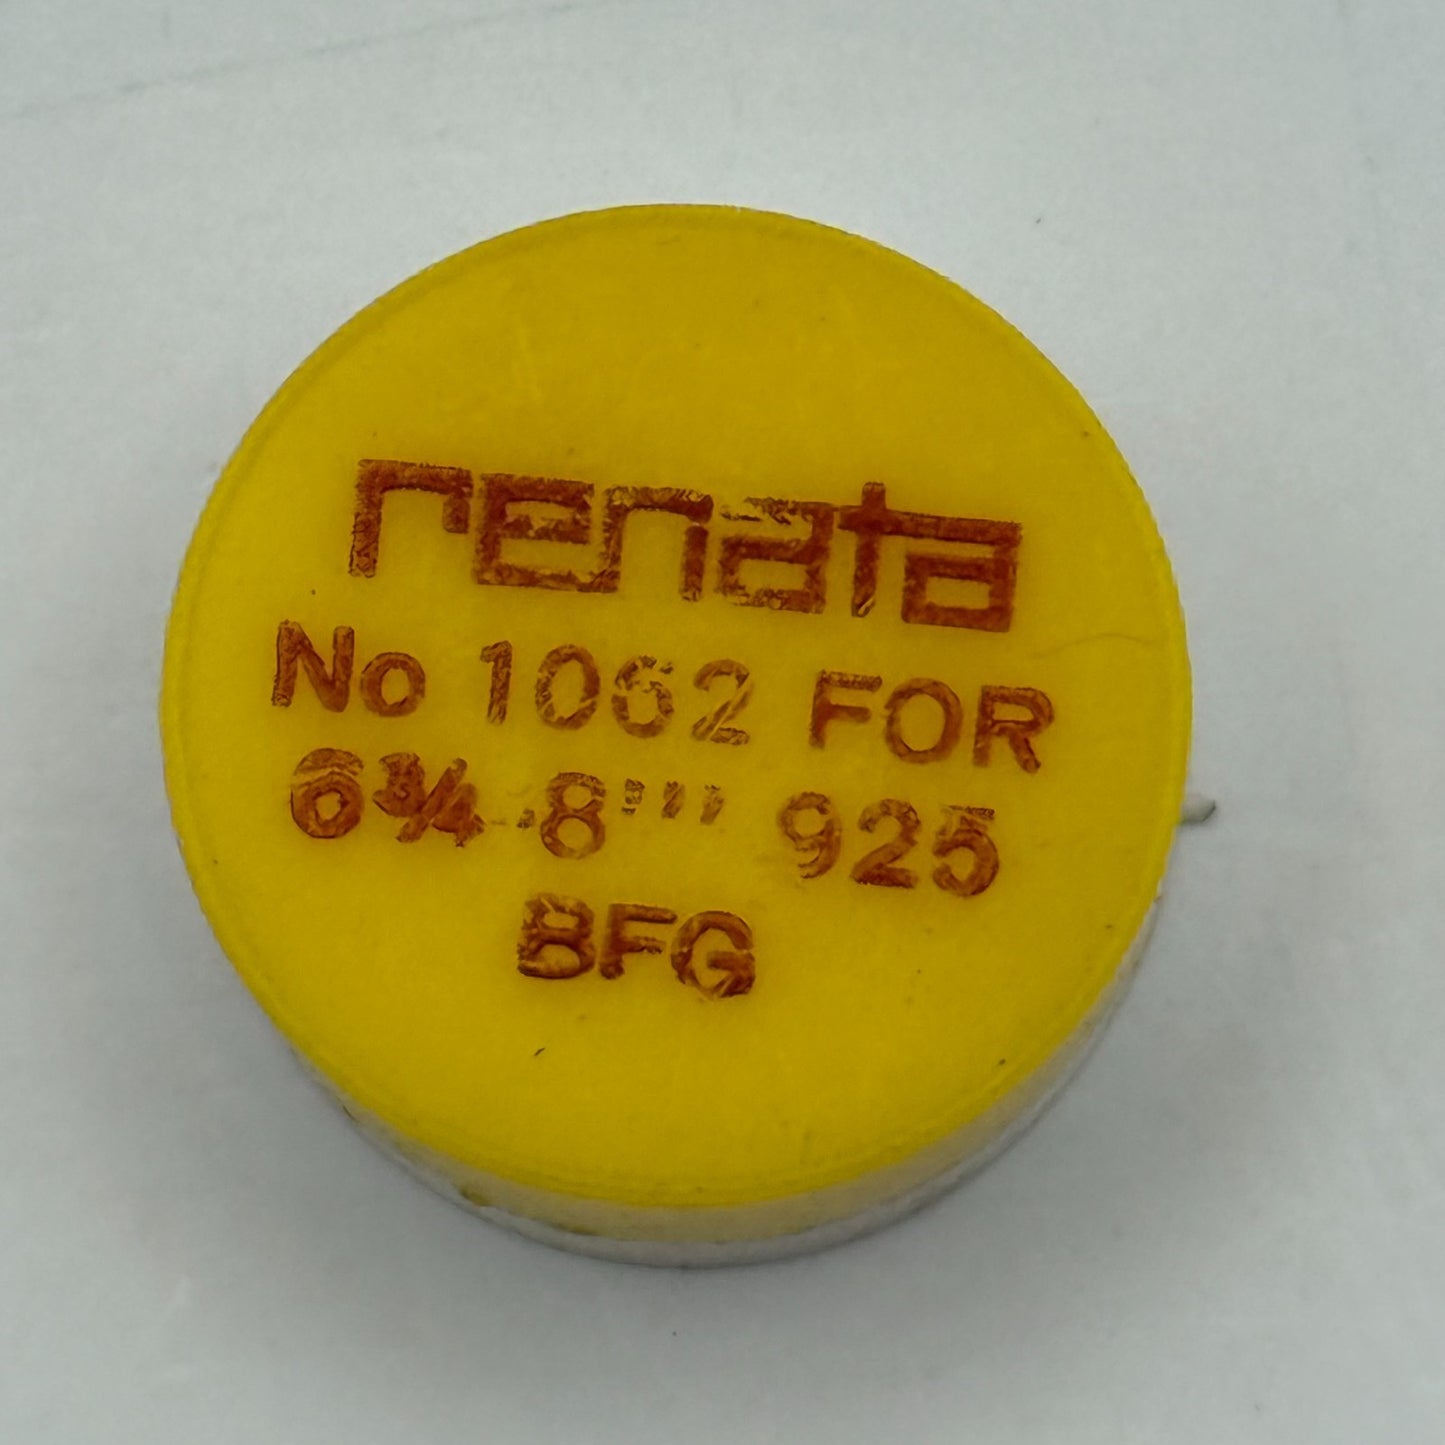 renata
No 1062 FOR
6¾-8''' 925
BFG